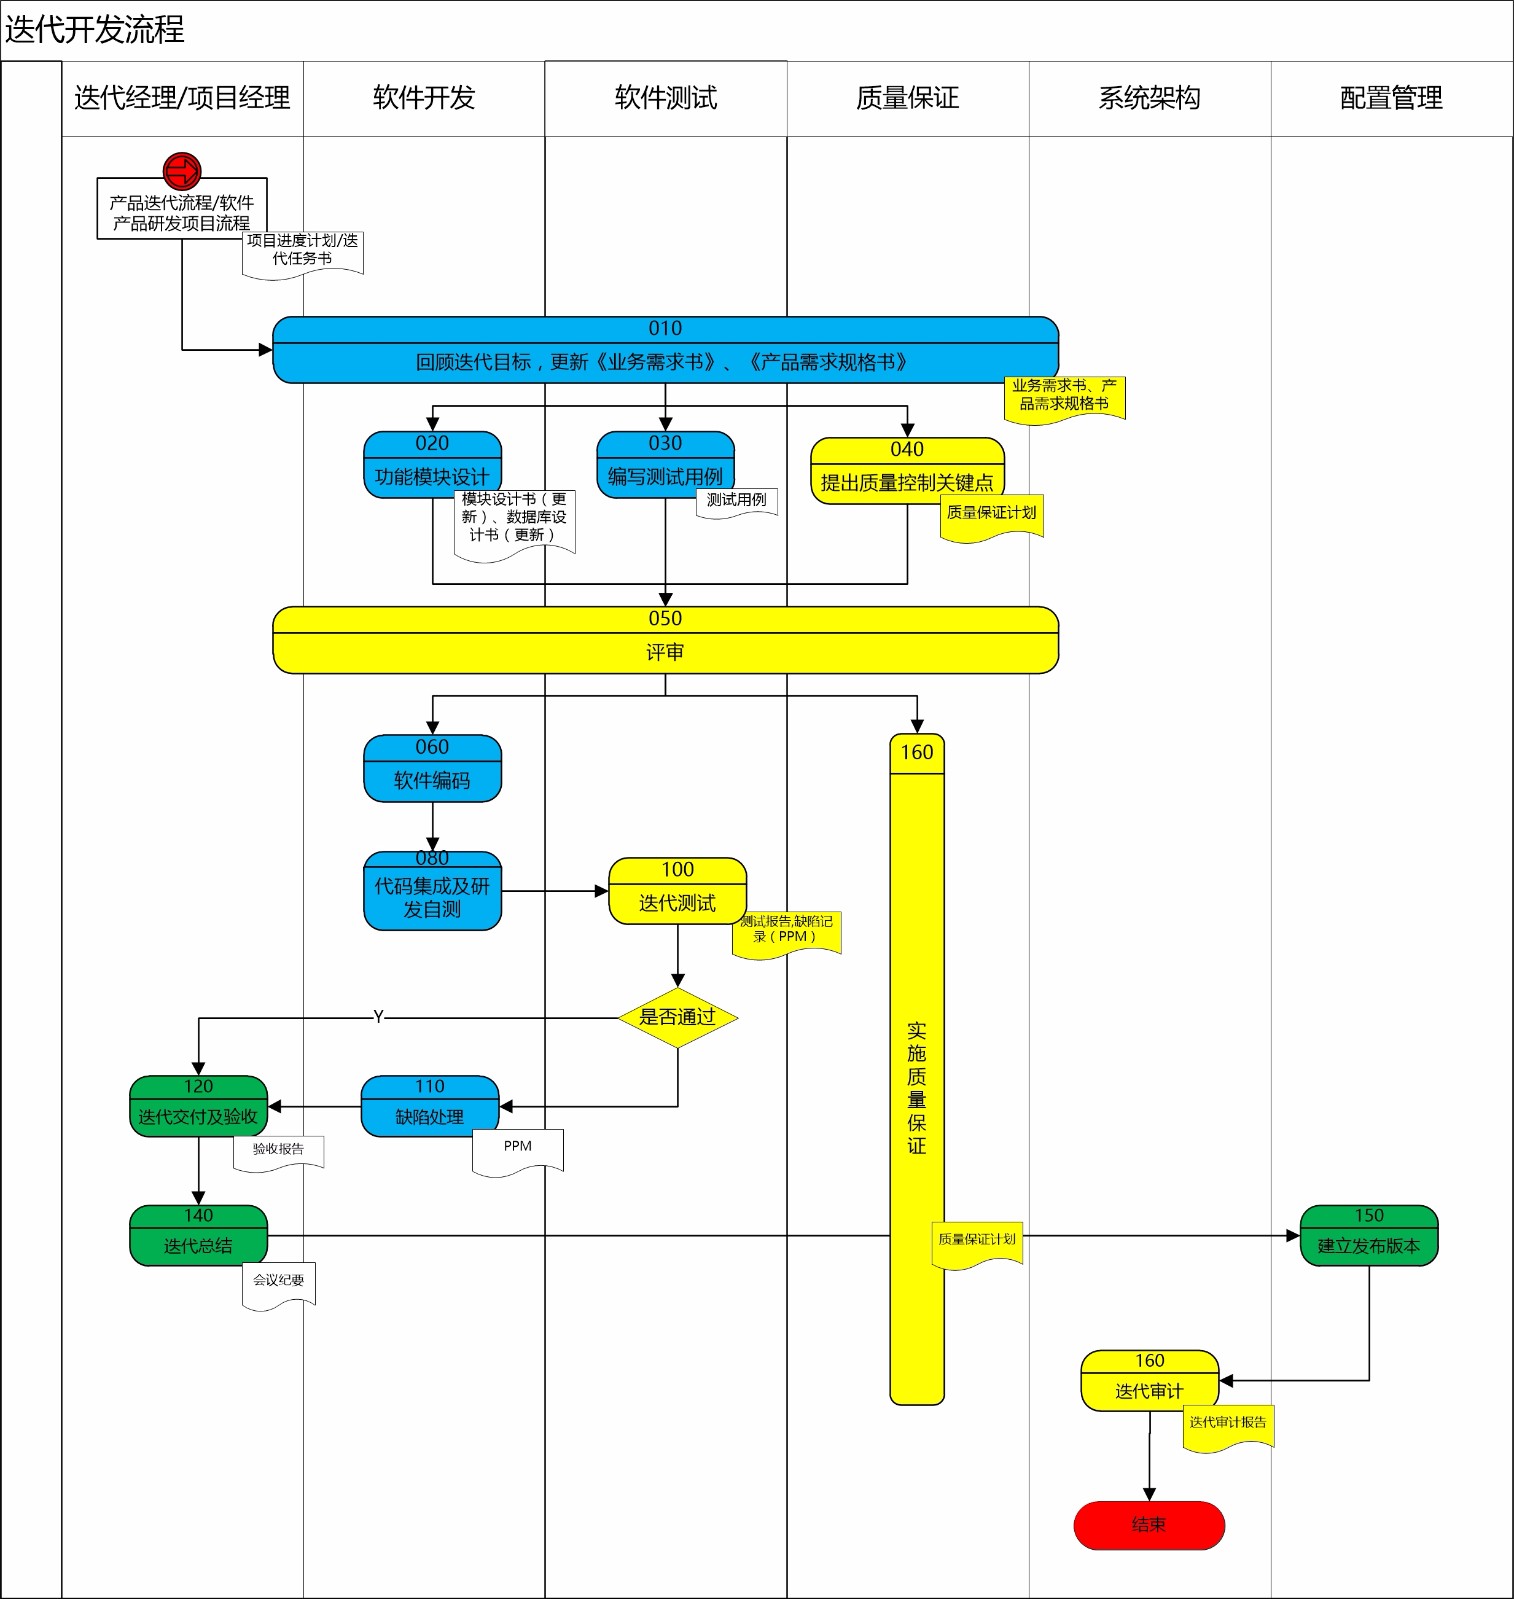 迭代开发流程
迭代经理/项目经理
软件开发
软件测试
质量保证
系统架构
配置管理
产品迭代流程/软件
产品研发项目流程
项目进度计划/迭
代任务书
010
回顾迭代目标，更新《业务需求书》、《产品需求规格书》
业务需求书、产
品需求规格书
020
功能模块设计
模块设计书（更
新）、数据库设
计书（更新）
030
编写测试用例
测试用例
040
提出质量控制关键点
质量保证计划
050
评审
060
软件编码
160
实
施
质
量
保
证
080
代码集成及研
发自测
100
迭代测试
测试报告,缺陷记
录（PPM）
是否通过
Y
120
迭代交付及验收
验收报告
110
缺陷处理
PPM
140
迭代总结
会议纪要
质量保证计划
150
建立发布版本
160
迭代审计
迭代审计报告
结束